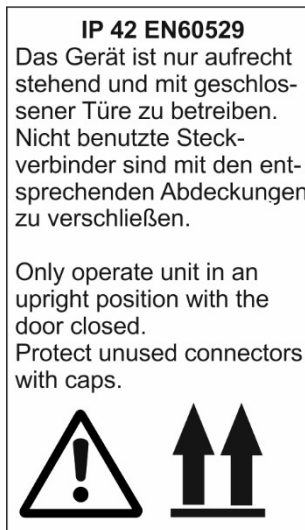 IP 42 EN60529
Das Gerät ist nur aufrecht
stehend und mit geschlos-
sener Türe zu betreiben.
Nicht benutzte Steck-
verbinder sind mit den ent-
sprechenden Abdeckungen
zu verschließen.
Only operate unit in an
upright position with the
door closed.
Protect unused connectors
with caps.